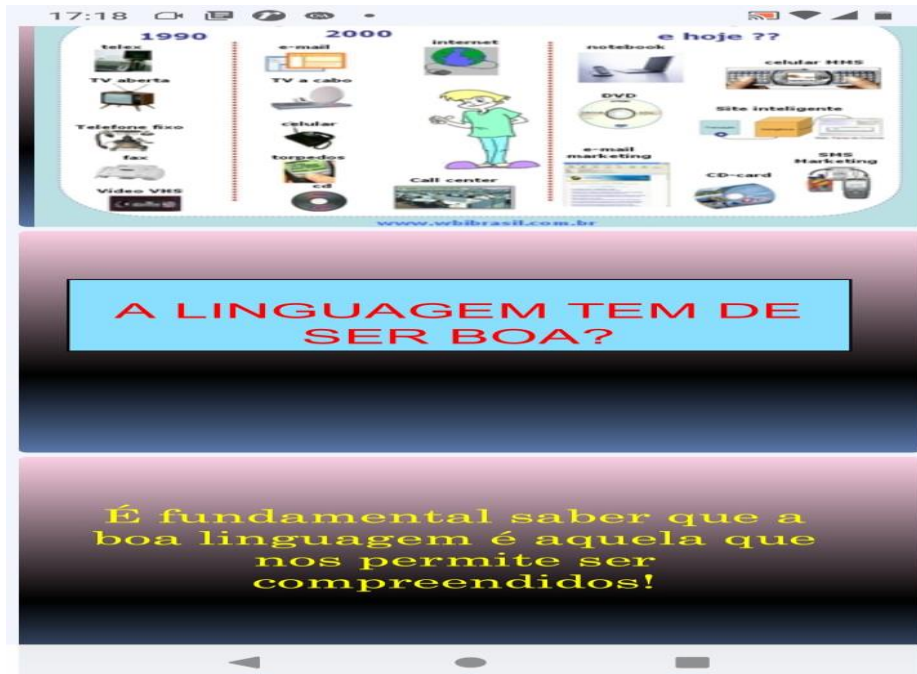 17:18
1990
2000
e hoje ??
telex
e-mail
internet
notebook
celular MMS
TV aberta
TV a cabo
DVD
Site inteligente
Telefone fixo
celular
fax
torpedos
e-mail
marketing
SMS
Marketing
Video VHS
cd
Call center
CD-card
www.wbibrasil.com.br
A LINGUAGEM TEM DE
SER BOA?
É fundamental saber que a
boa linguagem é aquela que
nos permite ser
compreendidos!